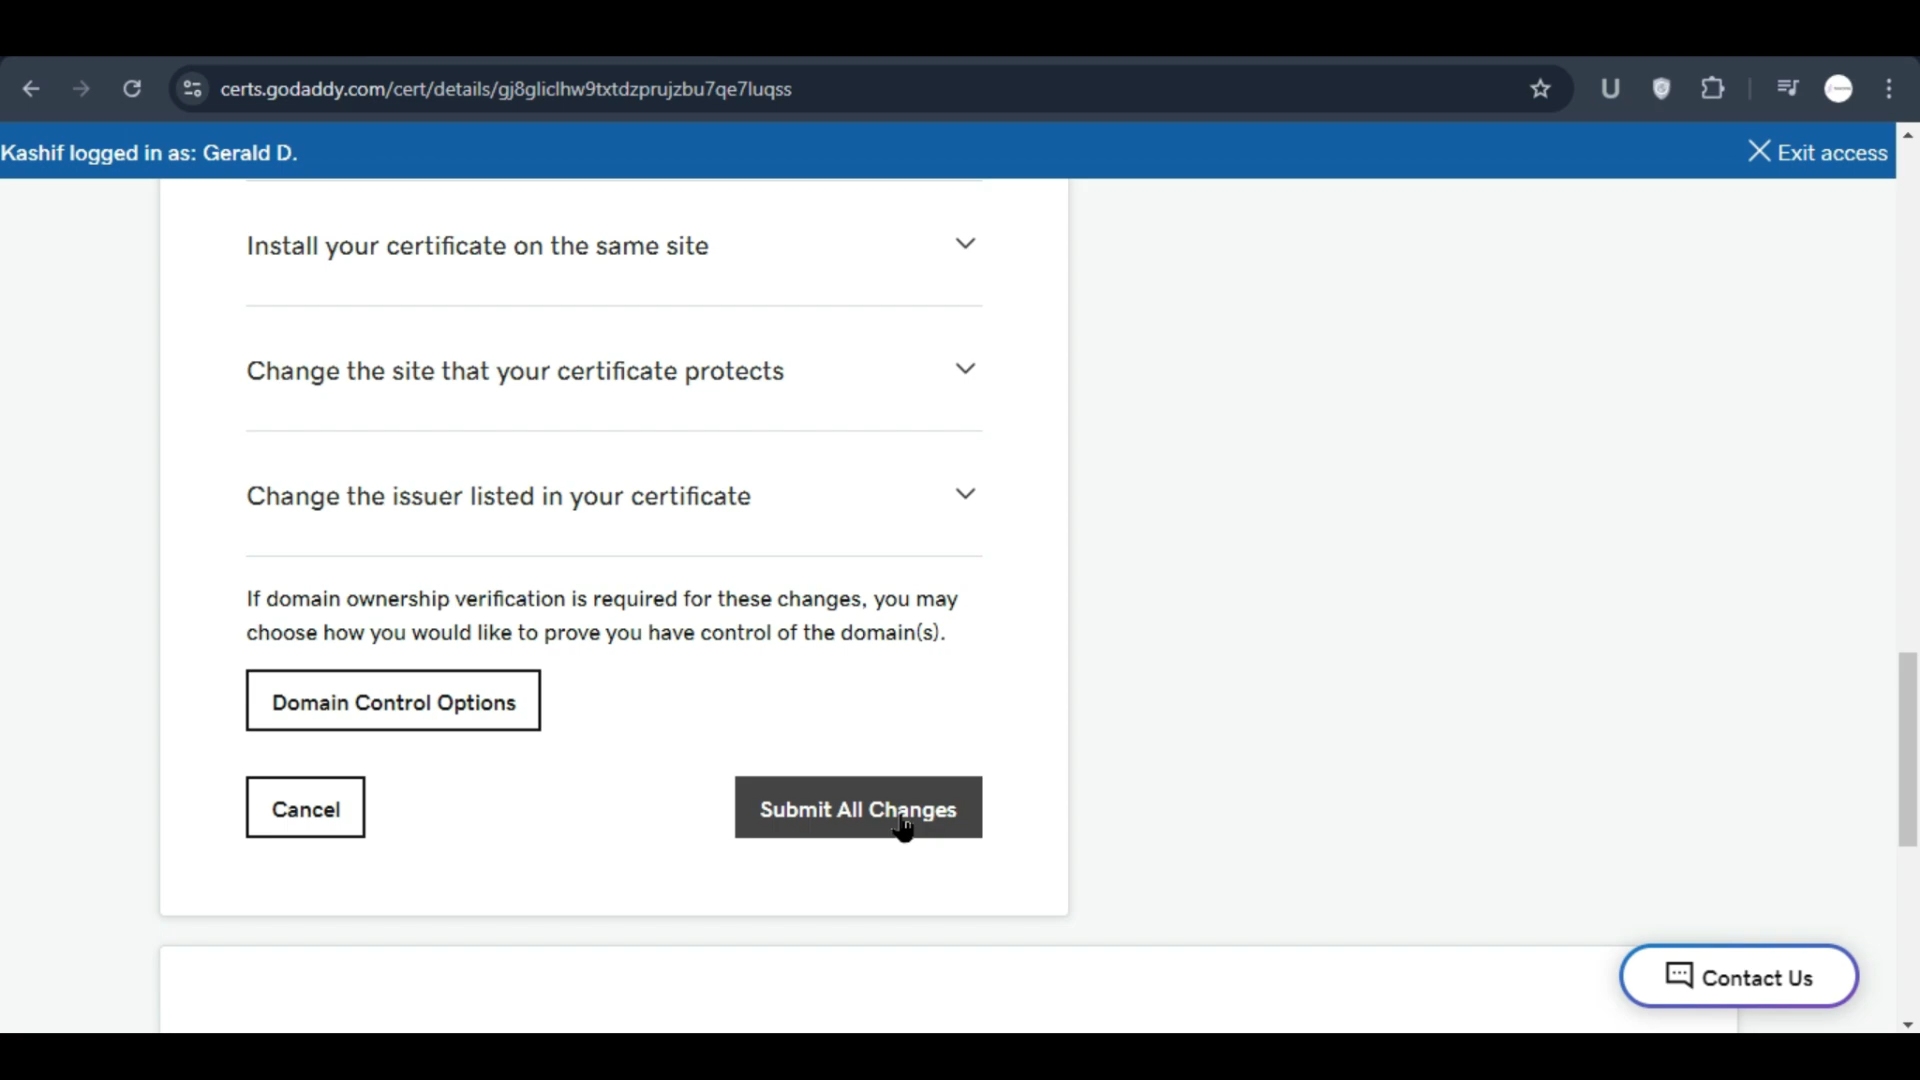 certs.godaddy.com/cert/details/gj8gliclhw9txtdzprujzbu7qe7luqss
U
Kashif logged in as: Gerald D.
Exit access
Install your certificate on the same site
Change the site that your certificate protects
Change the issuer listed in your certificate
If domain ownership verification is required for these changes, you may
choose how you would like to prove you have control of the domain(s).
Domain Control Options
Cancel
Submit All Changes
Contact Us